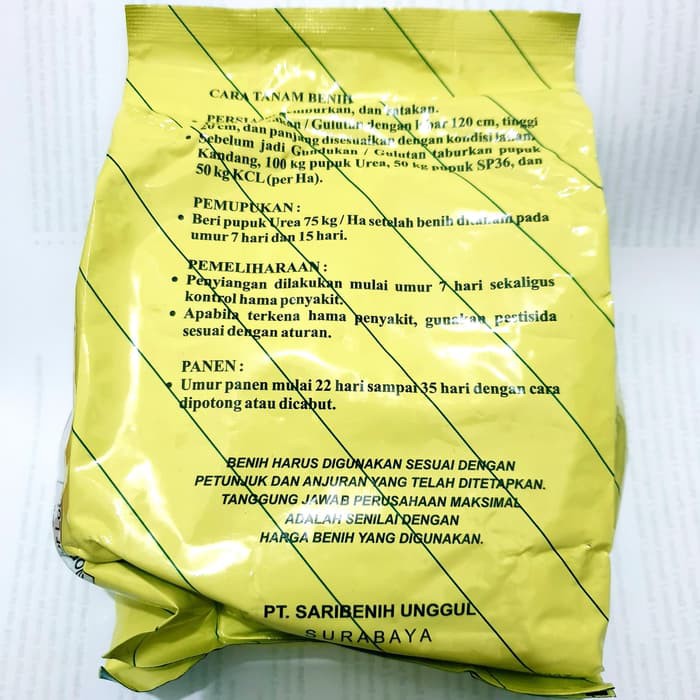 CARA TANAM BENIH
dan ratakan.
/ Gulutan dengan lebar 120 cm, tinggi
20 cm, dan panjang disesuaikan dengan kondisi lahan.
• Sebelum jadi Gundukan / Gulutan taburkan pupuk
Kandang, 100 kg pupuk Urea, 50 kg pupuk SP36, dan
50 kg KCL (per Ha).
PEMUPUKAN :
• Beri pupuk Urea 75 kg / Ha setelah benih ditanam pada
umur 7 hari dan 15 hari.
PEMELIHARAAN :
• Penyiangan dilakukan mulai umur 7 hari sekaligus
kontrol hama penyakit.
• Apabila terkena hama penyakit, gunakan pestisida
sesuai dengan aturan.
PANEN :
• Umur panen mulai 22 hari sampai 35 hari dengan cara
dipotong atau dicabut.
BENIH HARUS DIGUNAKAN SESUAI DENGAN
PETUNJUK DAN ANJURAN YANG TELAH DITETAPKAN.
TANGGUNG JAWAB PERUSAHAAN MAKSIMAL
ADALAH SENILAI DENGAN
HARGA BENIH YANG DIGUNAKAN.
PT. SARIBENIH UNGGUL
SURABAYA